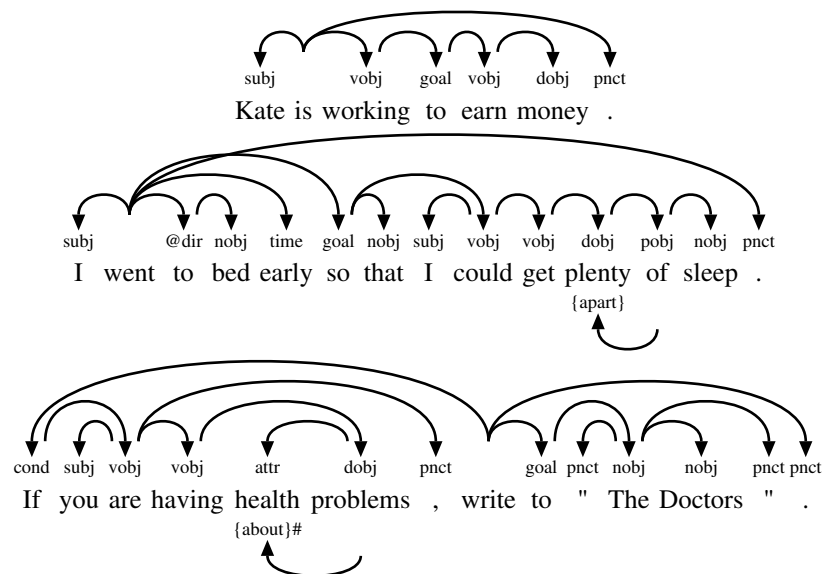 subj vobj goal vobj dobj pnct
Kate is working to earn money .
subj @dir nobj time goal nobj subj vobj vobj dobj pobj nobj pnct
I went to bed early so that I could get plenty of sleep .
{apart}
cond subj vobj vobj attr dobj pnct goal pnct nobj nobj pnct pnct
If you are having health problems , write to " The Doctors " .
{about}#